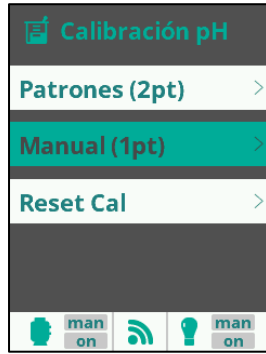 Calibración pH
Patrones (2pt)
Manual (1pt)
Reset Cal
man
on
man
on